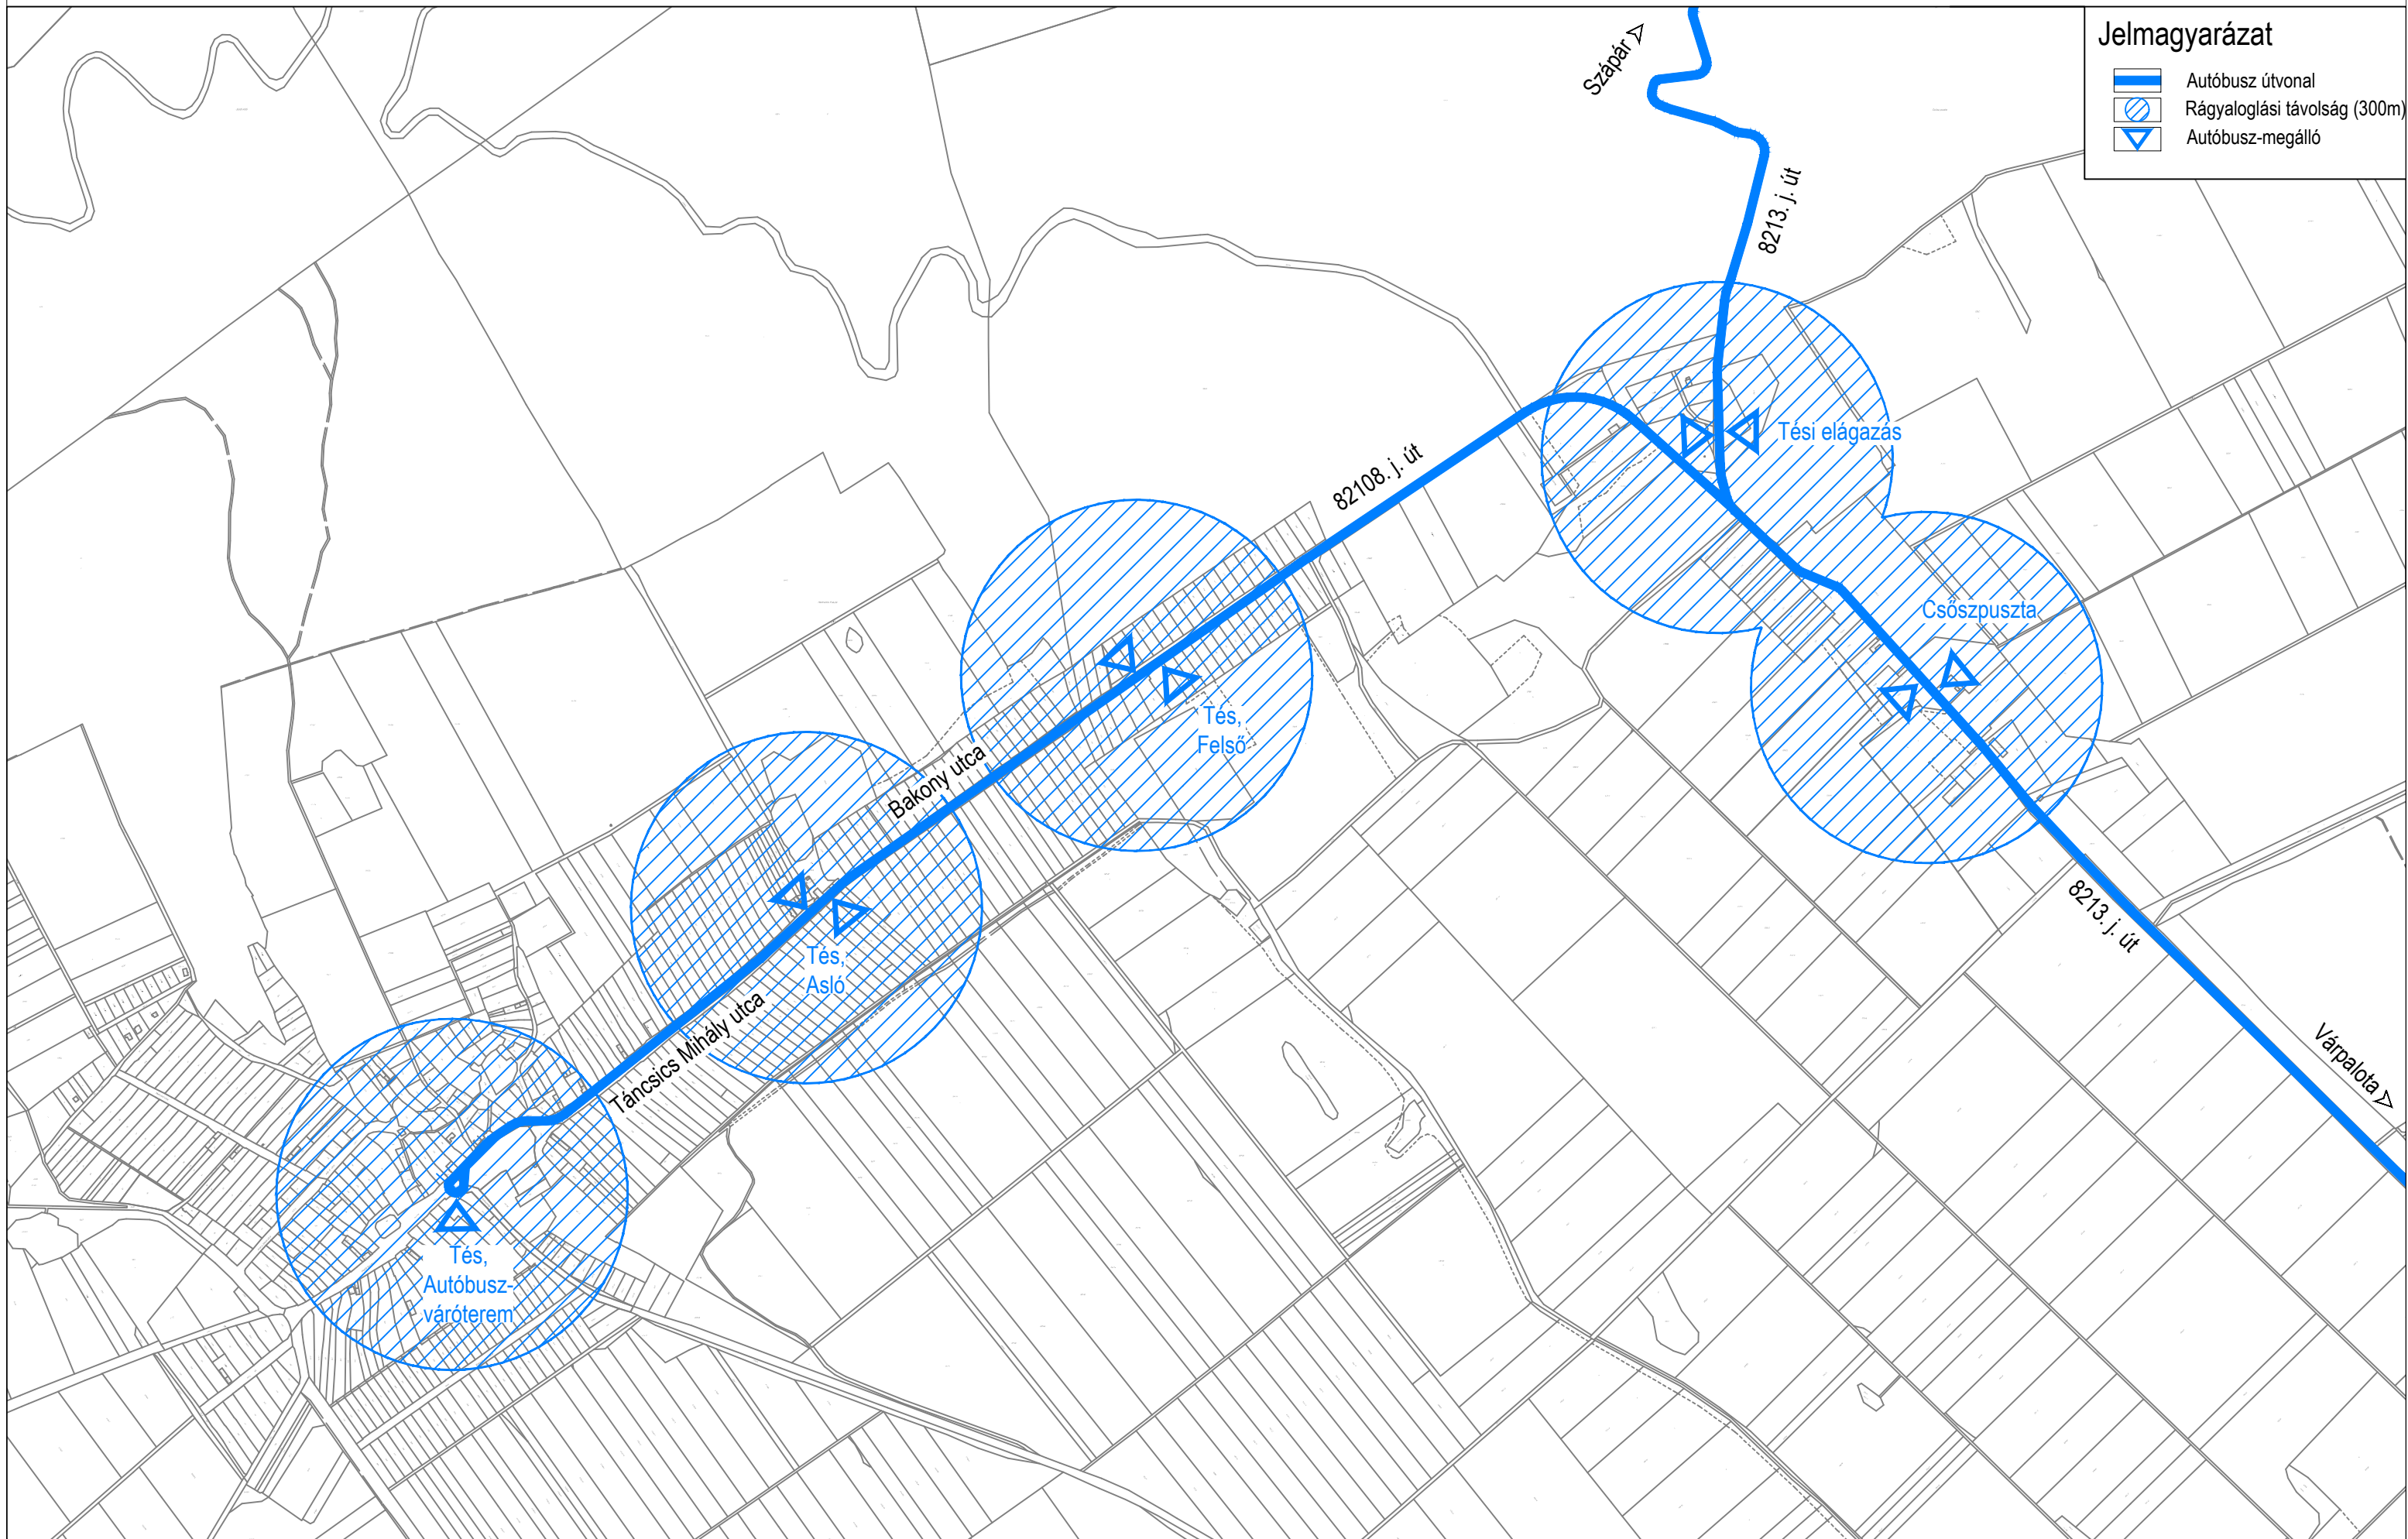 Jelmagyarázat
Autóbusz útvonal
Rágyaloglási távolság (300m)
Autóbusz-megálló
Szápár
8213. j. út
Tési elágazás
82108. j. út
Csőszpuszta
Tés,
Felső
Bakony utca
8213. j. út
Tés,
Asló
Táncsics Mihály utca
Várpalota
Tés,
Autóbusz-
váróterem